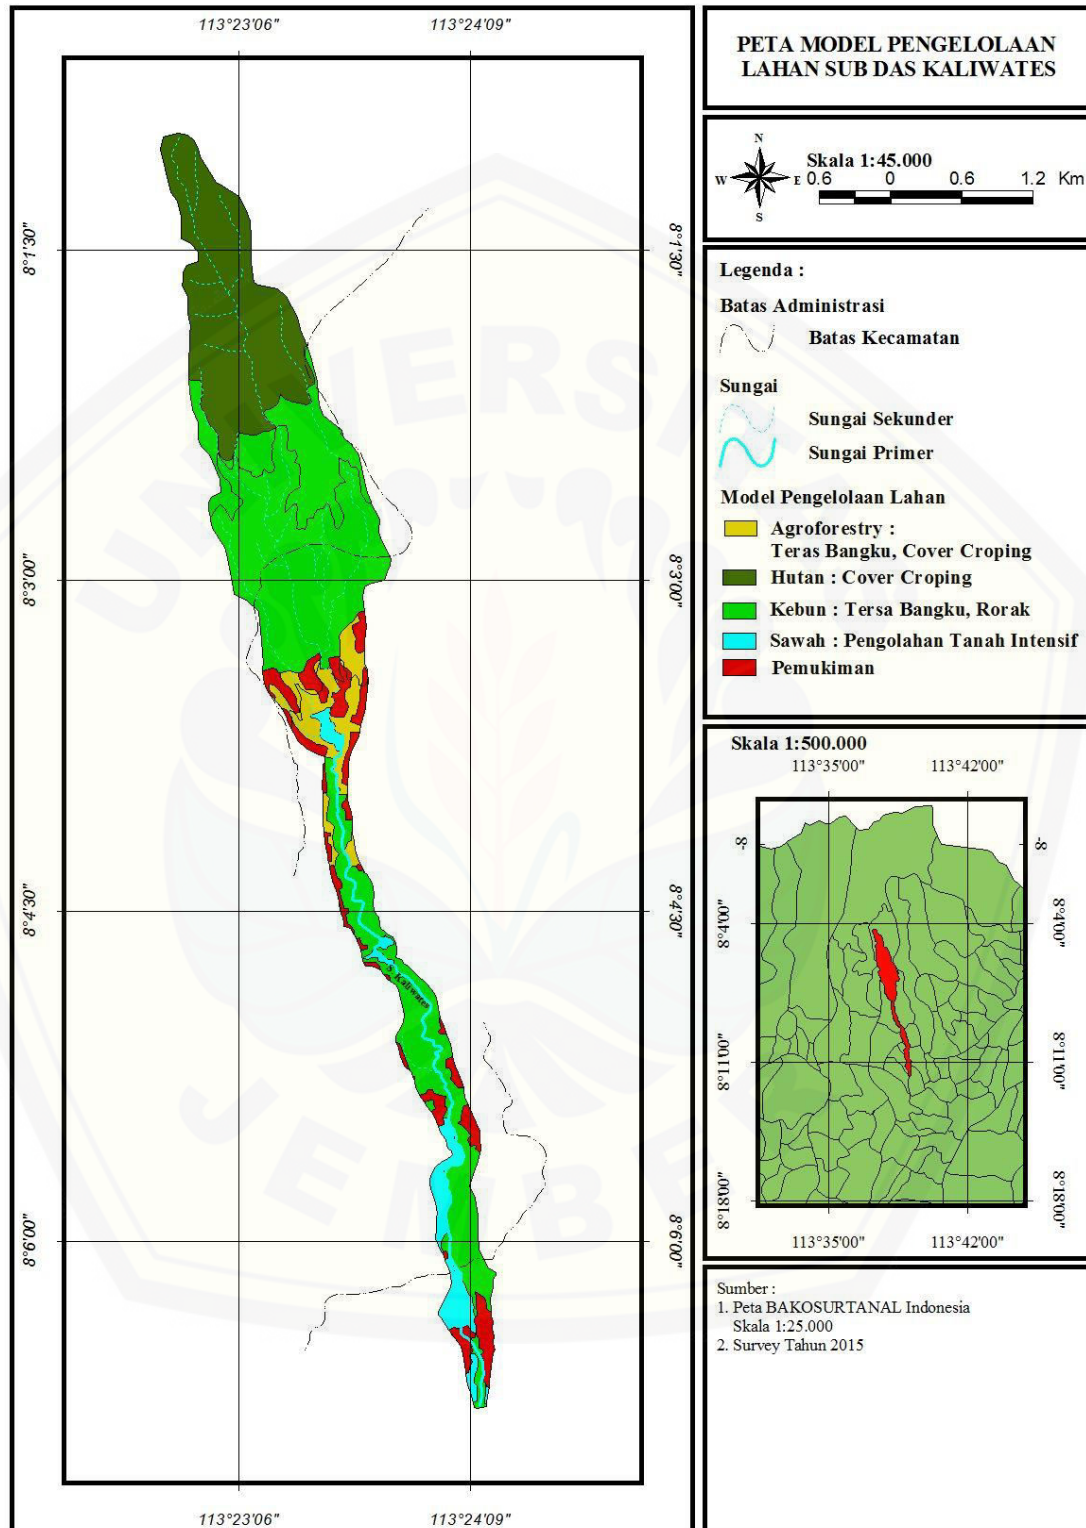 113°23'06"
113°24'09"
8°1'30"
8°1'30"
8°3'00"
8°3'00"
8°4'30"
8°4'30"
8°6'00"
8°6'00"
S. Kaliwates
113°23'06"
113°24'09"
UNIVERSITAS
JEMBER
PETA MODEL PENGELOLAAN
LAHAN SUB DAS KALIWATES
N
W
E
S
Skala 1:45.000
0.6 0 0.6 1.2 Km
Legenda :
Batas Administrasi
Batas Kecamatan
Sungai
Sungai Sekunder
Sungai Primer
Model Pengelolaan Lahan
Agroforestry :
Teras Bangku, Cover Croping
Hutan : Cover Croping
Kebun : Tersa Bangku, Rorak
Sawah : Pengolahan Tanah Intensif
Pemukiman
Skala 1:500.000
113°35'00"
113°42'00"
-8
-8
8°4'00"
8°4'00"
8°11'00"
8°11'00"
8°18'00"
8°18'00"
113°35'00"
113°42'00"
Sumber :
1. Peta BAKOSURTANAL Indonesia
Skala 1:25.000
2. Survey Tahun 2015